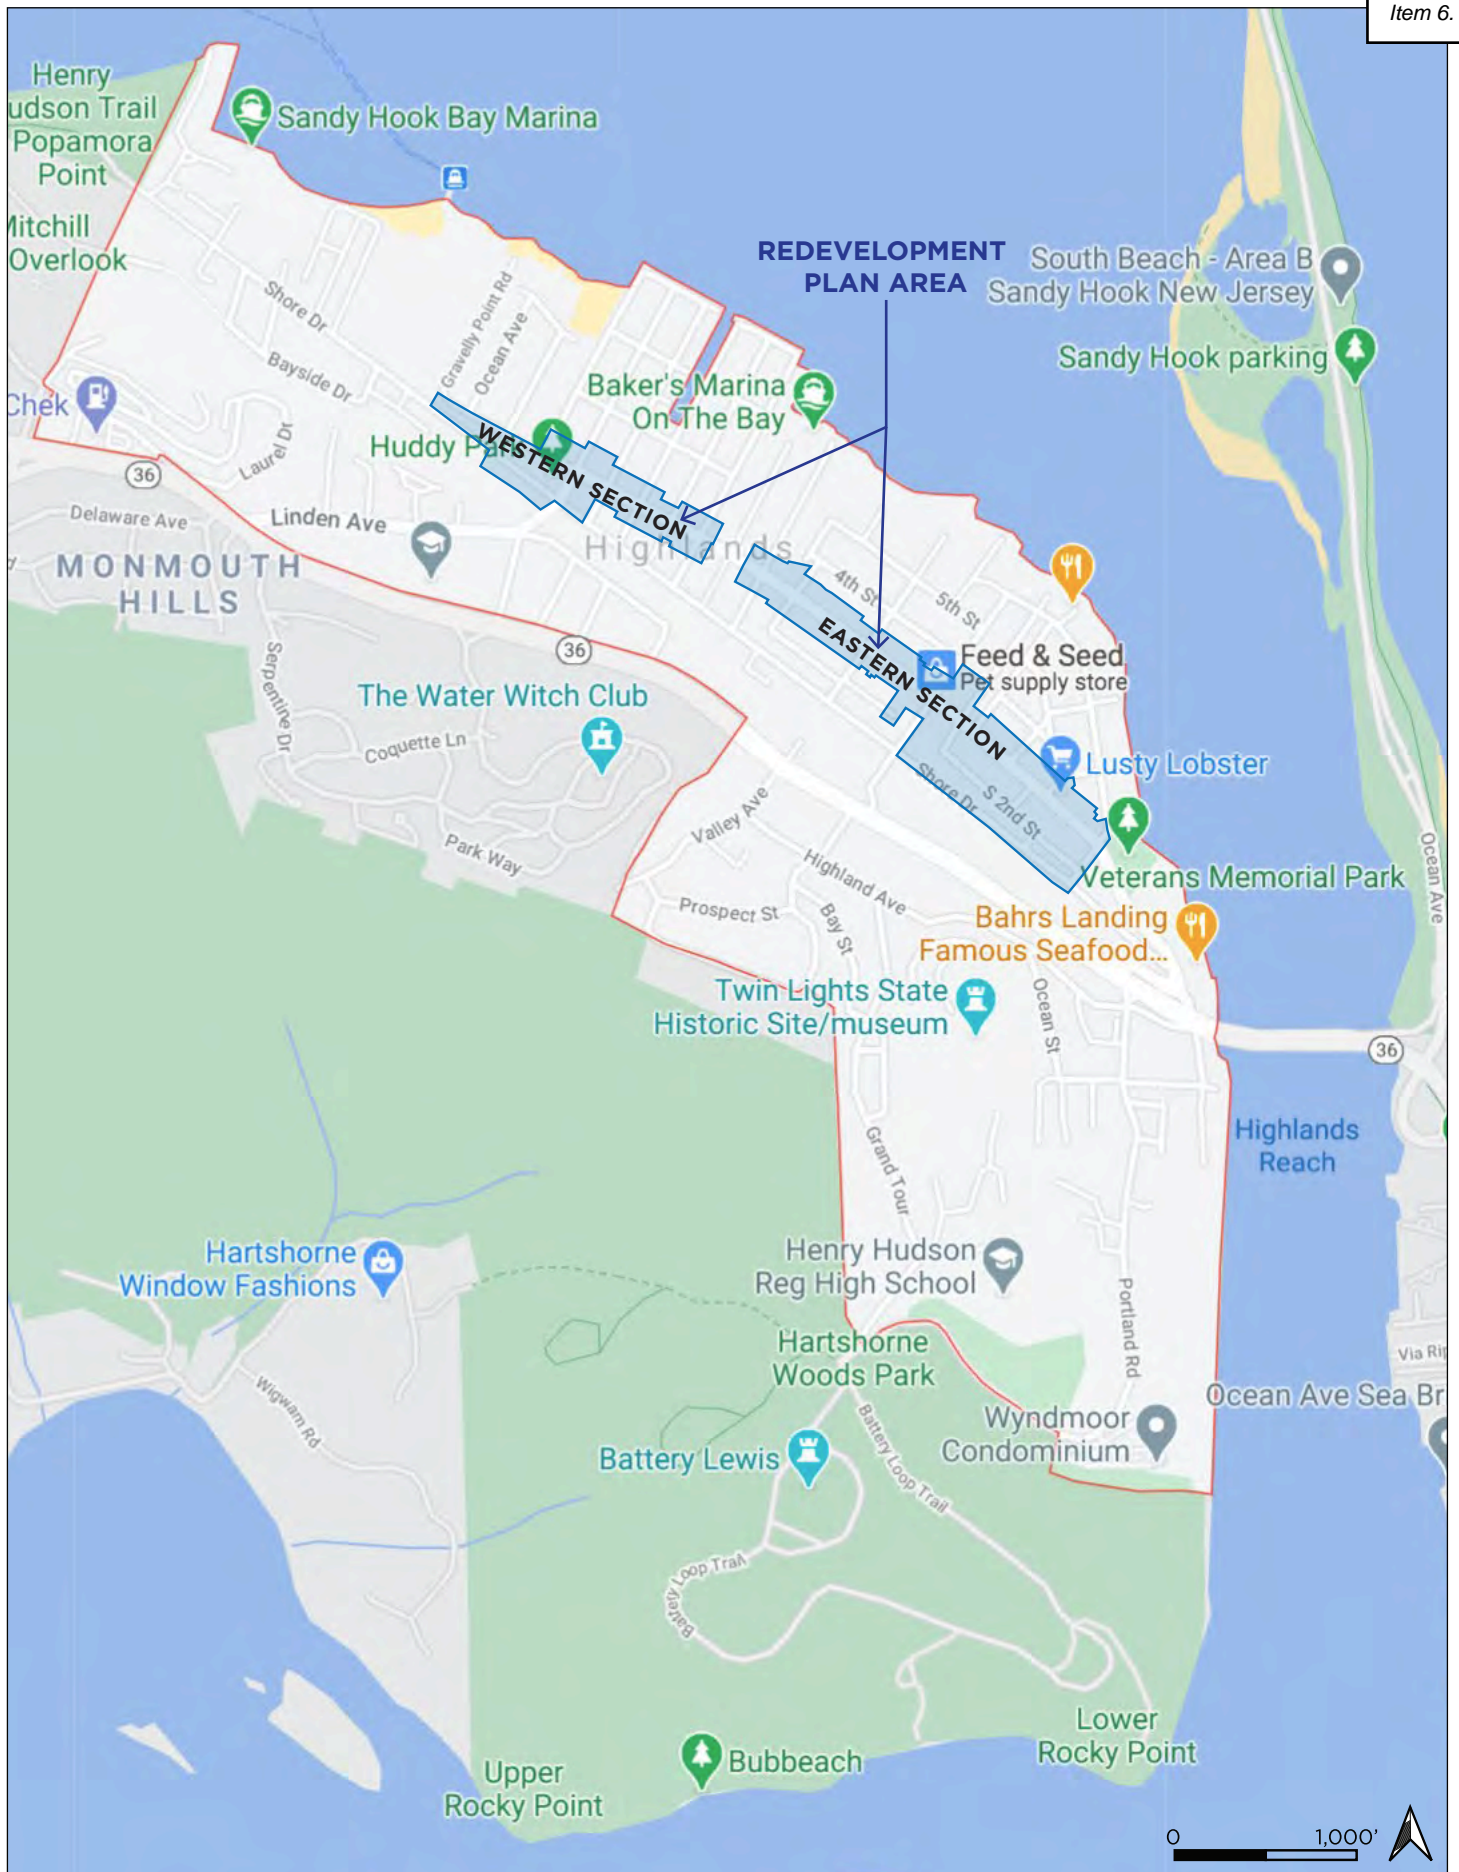 Item 6.
Henry
udson Trail
Popamora
Point
Sandy Hook Bay Marina
Mitchill
Overlook
REDEVELOPMENT
PLAN AREA
South Beach - Area B
Sandy Hook New Jersey
Sandy Hook parking
Shore Dr
Gravelly Point Rd
Ocean Ave
Bayside Dr
Baker's Marina
On The Bay
Chek
Laurel Dr
Huddy Park
WESTERN SECTION
36
Delaware Ave
Linden Ave
Highlands
MONMOUTH
HILLS
4th St
5th St
36
EASTERN SECTION
Feed & Seed
Pet supply store
Serpentine Dr
The Water Witch Club
Coquette Ln
Lusty Lobster
Shore Dr
S 2nd St
Valley Ave
Park Way
Highland Ave
Veterans Memorial Park
Ocean Ave
Prospect St
Bay St
Bahrs Landing
Famous Seafood...
Twin Lights State
Historic Site/museum
Ocean St
36
Highlands
Reach
Grand Tour
Hartshorne
Window Fashions
Henry Hudson
Reg High School
Portland Rd
Hartshorne
Woods Park
Via Rip
Wigwam Rd
Ocean Ave Sea Br
Wyndmoor
Condominium
Battery Lewis
Battery Loop Trail
Battery Loop Trail
Lower
Rocky Point
Bubbeach
Upper
Rocky Point
0
1,000'